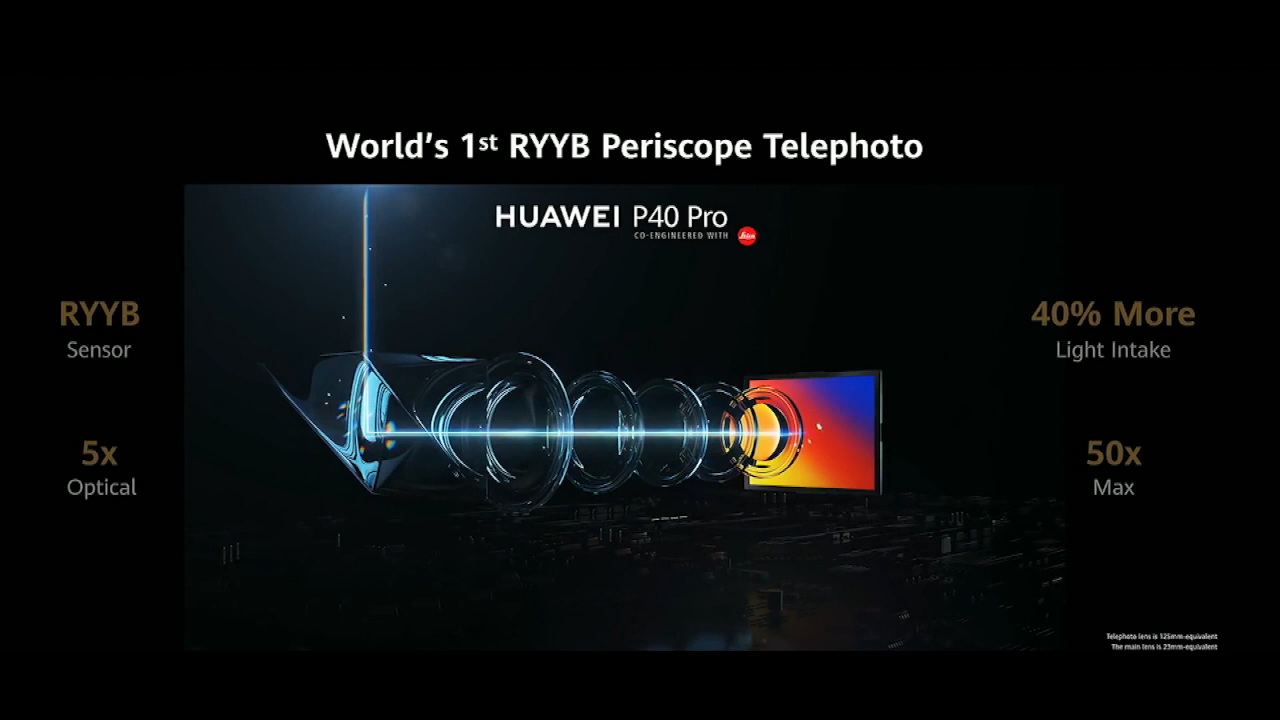 World's 1st RYYB Periscope Telephoto
HUAWEI P40 Pro
CO-ENGINEERED WITH Leica
RYYB
Sensor
40% More
Light Intake
5x
Optical
50x
Max
Telephoto lens is 125mm-equivalent
The main lens is 23mm-equivalent